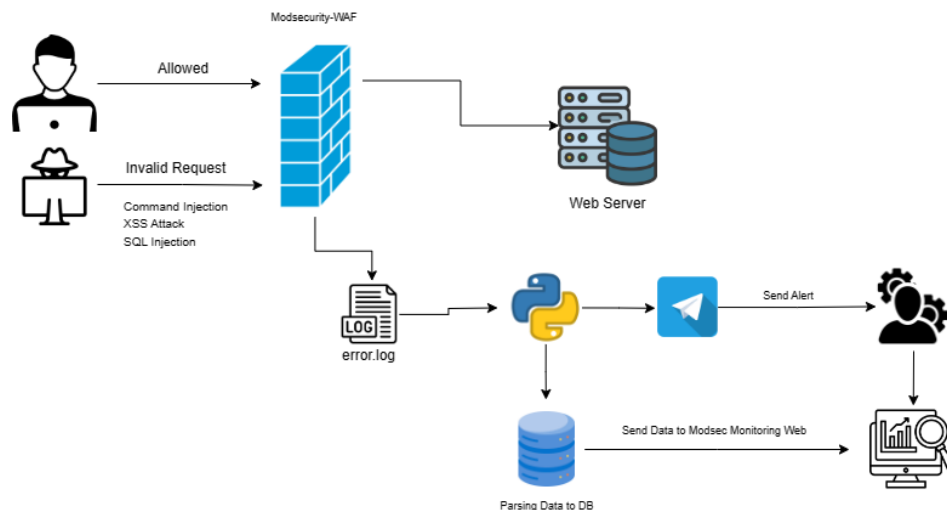 Modsecurity-WAF
Allowed
Invalid Request
Command Injection
XSS Attack
SQL Injection
Web Server
LOG
error.log
Send Alert
Send Data to Modsec Monitoring Web
Parsing Data to DB